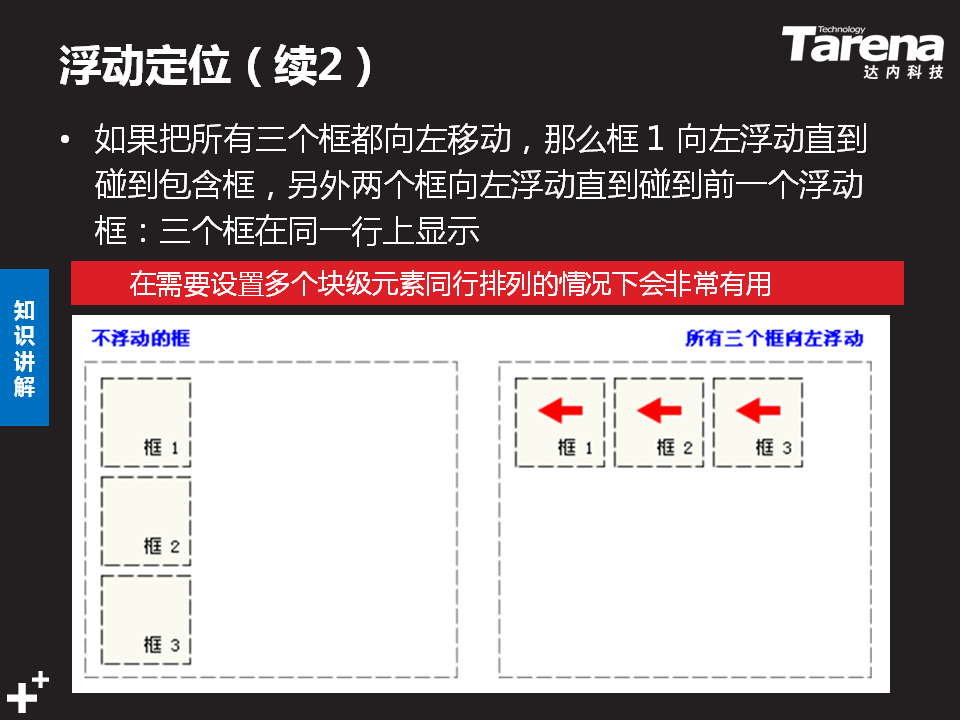 浮动定位（续2）
Technology
Tarena
达内科技
• 如果把所有三个框都向左移动，那么框 1 向左浮动直到
碰到包含框，另外两个框向左浮动直到碰到前一个浮动
框：三个框在同一行上显示
在需要设置多个块级元素同行排列的情况下会非常有用
知识讲解
不浮动的框
所有三个框向左浮动
框 1
框 2
框 3
框 1
框 2
框 3